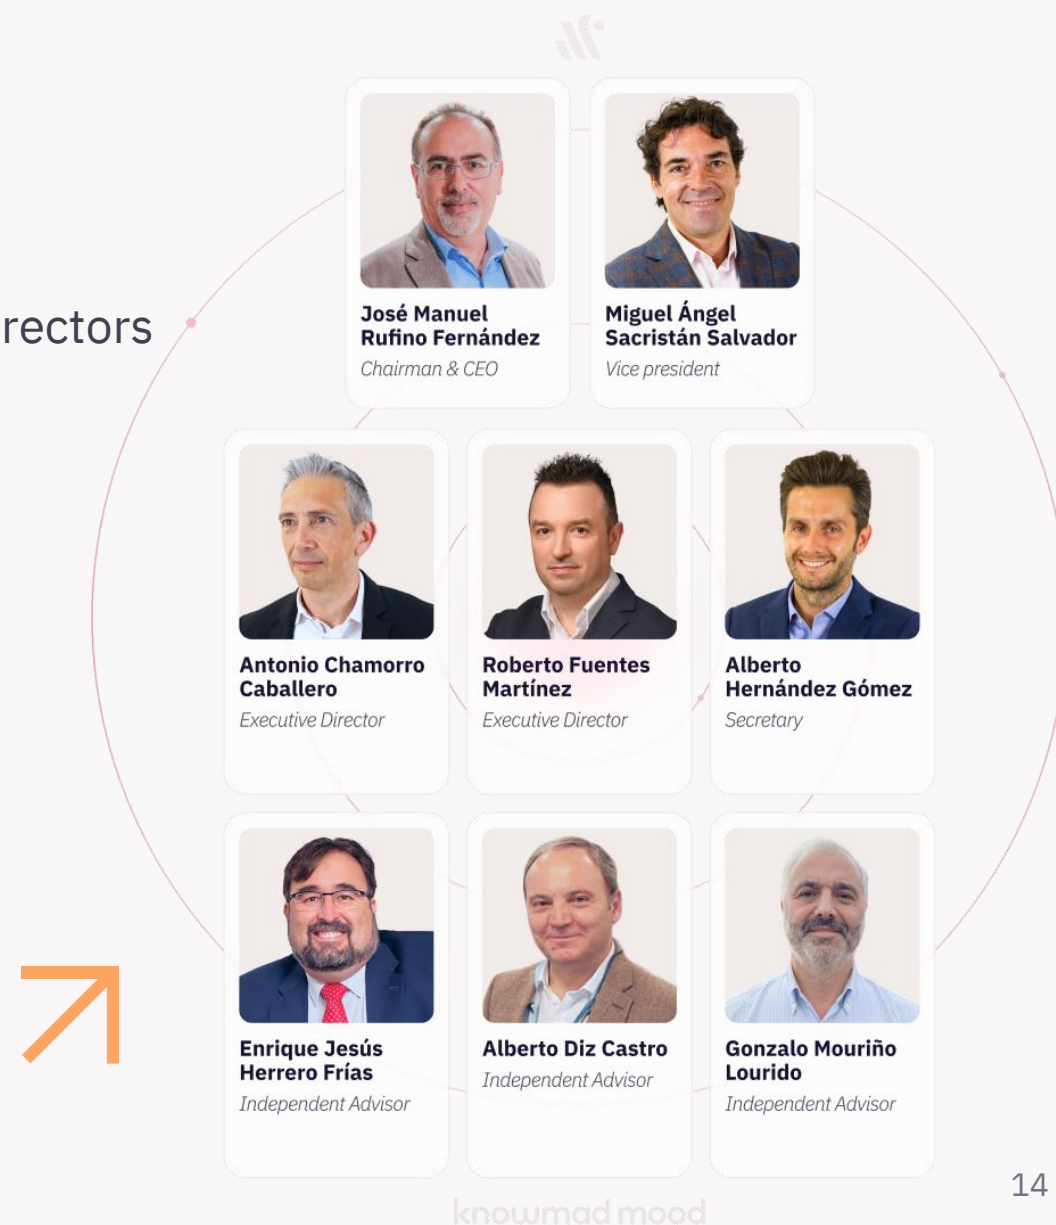 rectors
José Manuel
Rufino Fernández
Chairman & CEO
Miguel Ángel
Sacristán Salvador
Vice president
Antonio Chamorro
Caballero
Executive Director
Roberto Fuentes
Martínez
Executive Director
Alberto
Hernández Gómez
Secretary
Enrique Jesús
Herrero Frías
Independent Advisor
Alberto Diz Castro
Independent Advisor
Gonzalo Mouriño
Lourido
Independent Advisor
14
knowmad mood